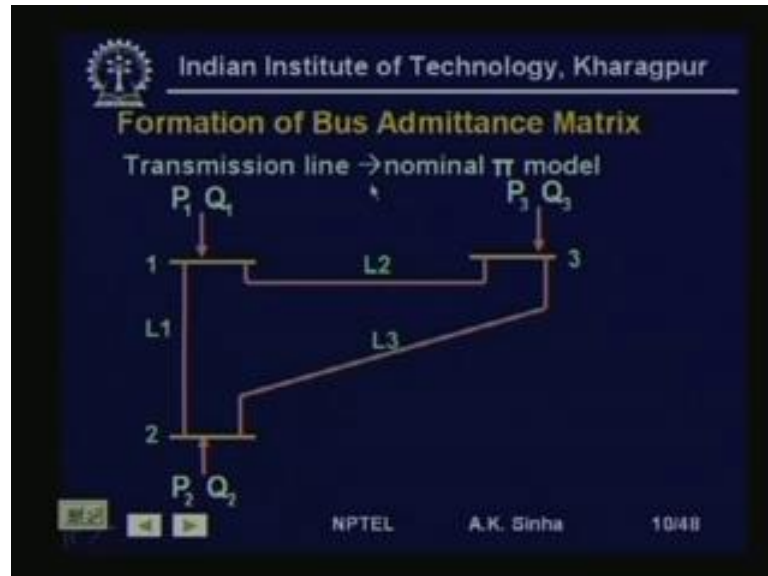 Indian Institute of Technology, Kharagpur
Formation of Bus Admittance Matrix
Transmission line → nominal π model
P₁ Q₁
P₃ Q₃
1
L2
3
L1
L3
2
P₂ Q₂
NPTEL A.K. Sinha 10/48